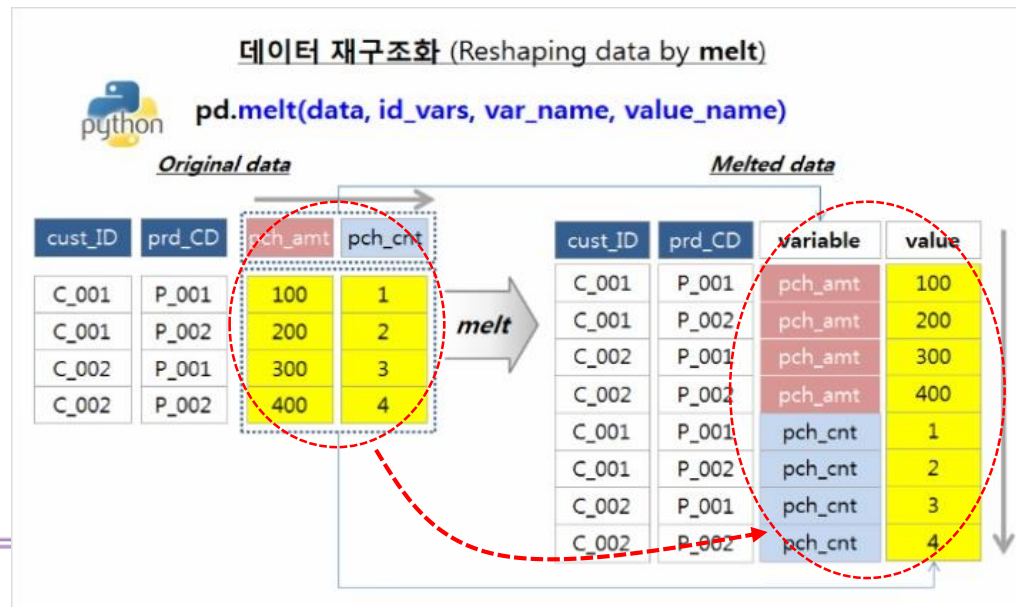 데이터 재구조화 (Reshaping data by melt)
python
pd.melt(data, id_vars, var_name, value_name)
Original data
cust_ID prd_CD pch_amt pch_cnt
C_001 P_001 100 1
C_001 P_002 200 2
C_002 P_001 300 3
C_002 P_002 400 4
melt
Melted data
cust_ID prd_CD variable value
C_001 P_001 pch_amt 100
C_001 P_002 pch_amt 200
C_002 P_001 pch_amt 300
C_002 P_002 pch_amt 400
C_001 P_001 pch_cnt 1
C_001 P_002 pch_cnt 2
C_002 P_001 pch_cnt 3
C_002 P_002 pch_cnt 4